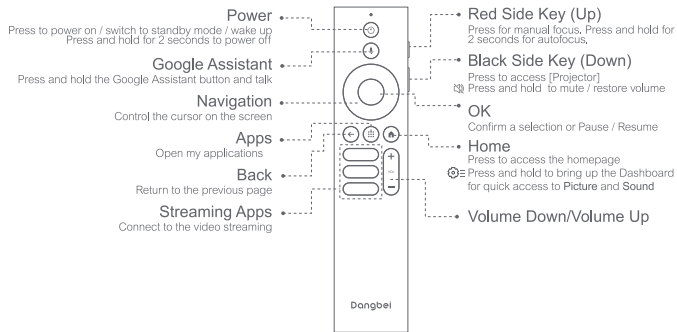 Power
Press to power on / switch to standby mode / wake up
Press and hold for 2 seconds to power off
Google Assistant
Press and hold the Google Assistant button and talk
Navigation
Control the cursor on the screen
Apps
Open my applications
Back
Return to the previous page
Streaming Apps
Connect to the video streaming
Dangbei
Red Side Key (Up)
Press for manual focus. Press and hold for
2 seconds for autofocus.
Black Side Key (Down)
Press to access [Projector]
Press and hold to mute / restore volume
OK
Confirm a selection or Pause / Resume
Home
Press to access the homepage
Press and hold to bring up the Dashboard
for quick access to Picture and Sound
Volume Down/Volume Up